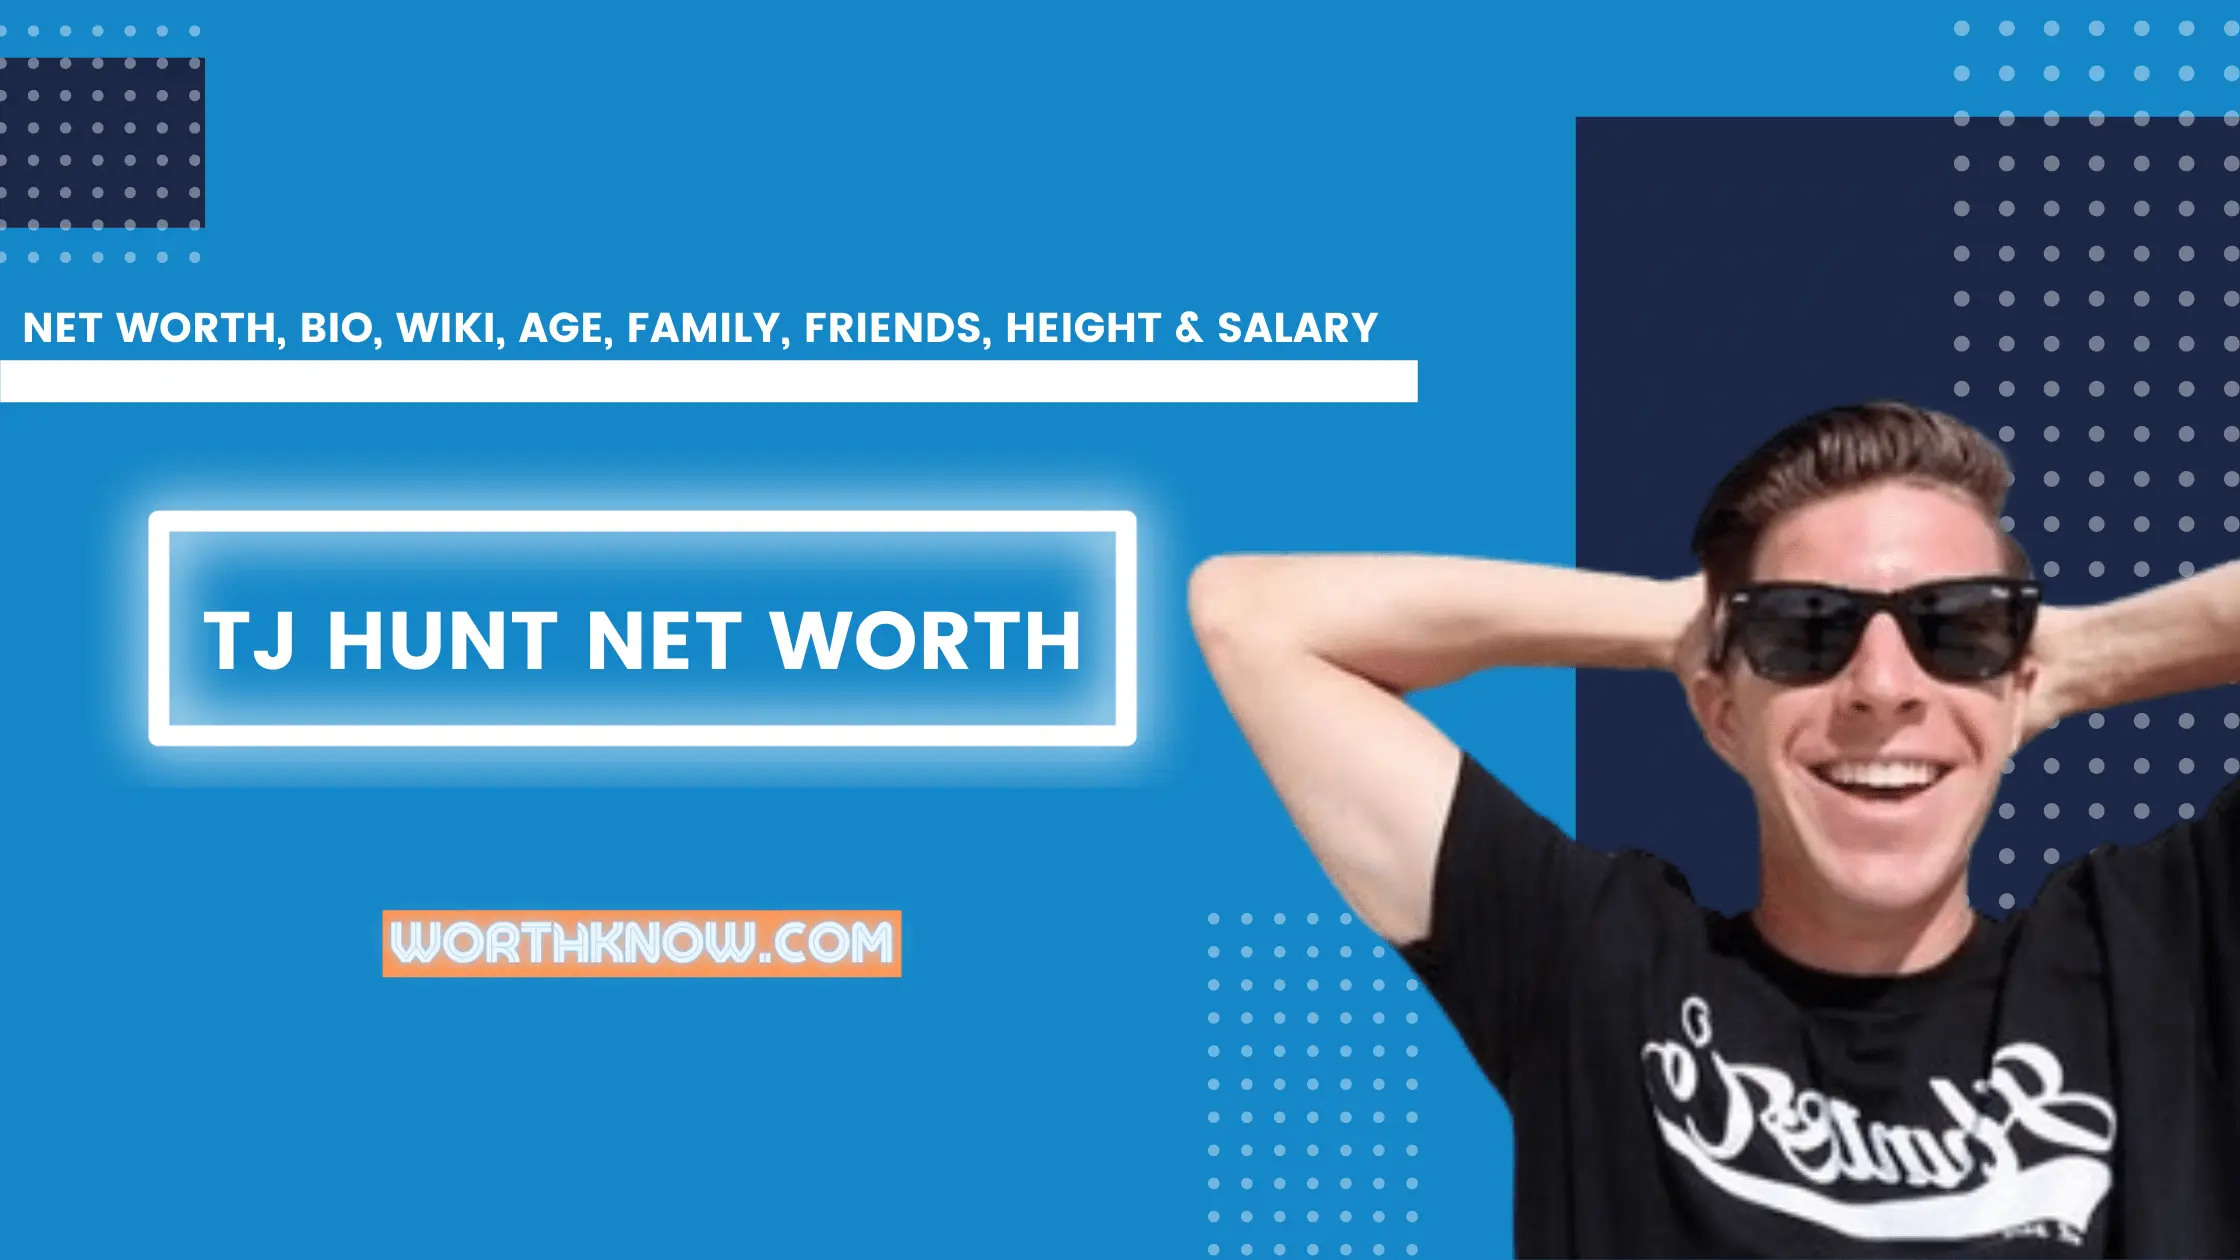 NET WORTH, BIO, WIKI, AGE, FAMILY, FRIENDS, HEIGHT & SALARY
TJ HUNT NET WORTH
WORTHKNOW.COM